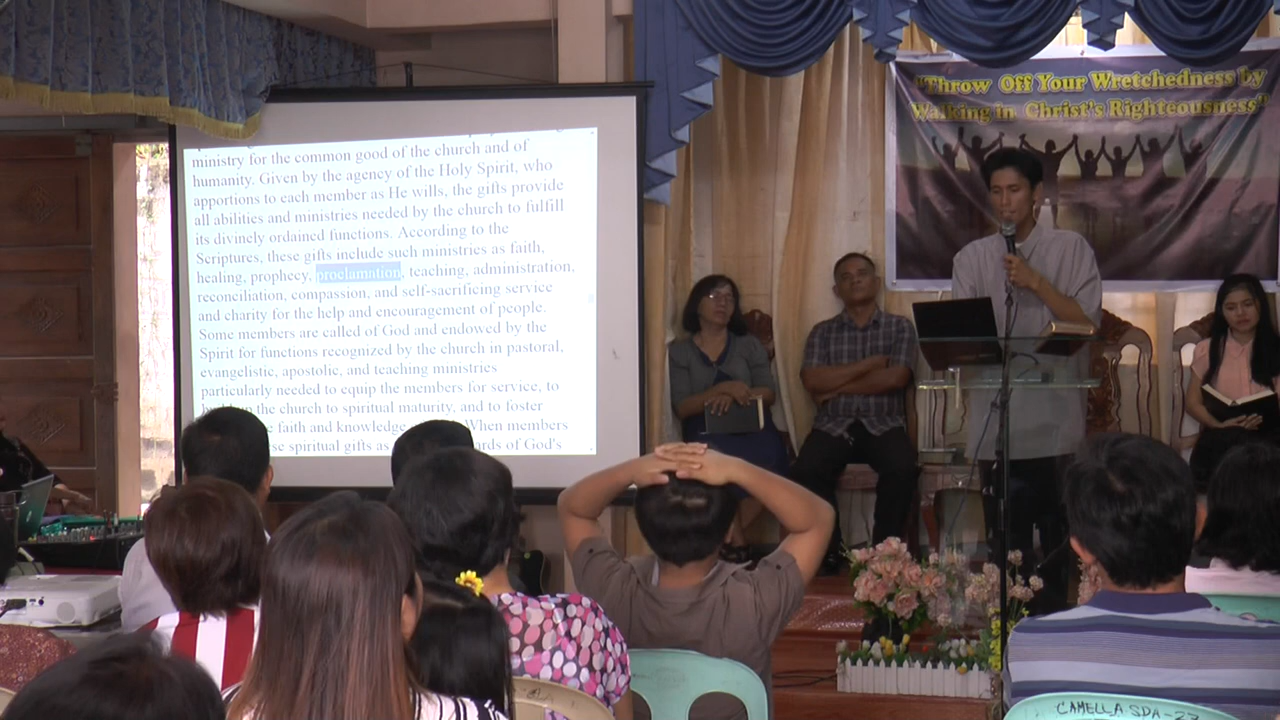 "Throw Off Your Wretchedness by
Walking in Christ's Righteousness"
ministry for the common good of the church and of
humanity. Given by the agency of the Holy Spirit, who
apportions to each member as He wills, the gifts provide
all abilities and ministries needed by the church to fulfill
its divinely ordained functions. According to the
Scriptures, these gifts include such ministries as faith,
healing, prophecy, proclamation, teaching, administration,
reconciliation, compassion, and self-sacrificing service
and charity for the help and encouragement of people.
Some members are called of God and endowed by the
Spirit for functions recognized by the church in pastoral,
evangelistic, apostolic, and teaching ministries
particularly needed to equip the members for service, to
the church to spiritual maturity, and to foster
faith and knowledge When members
spiritual gifts as of God's
CAMELLA SDA-